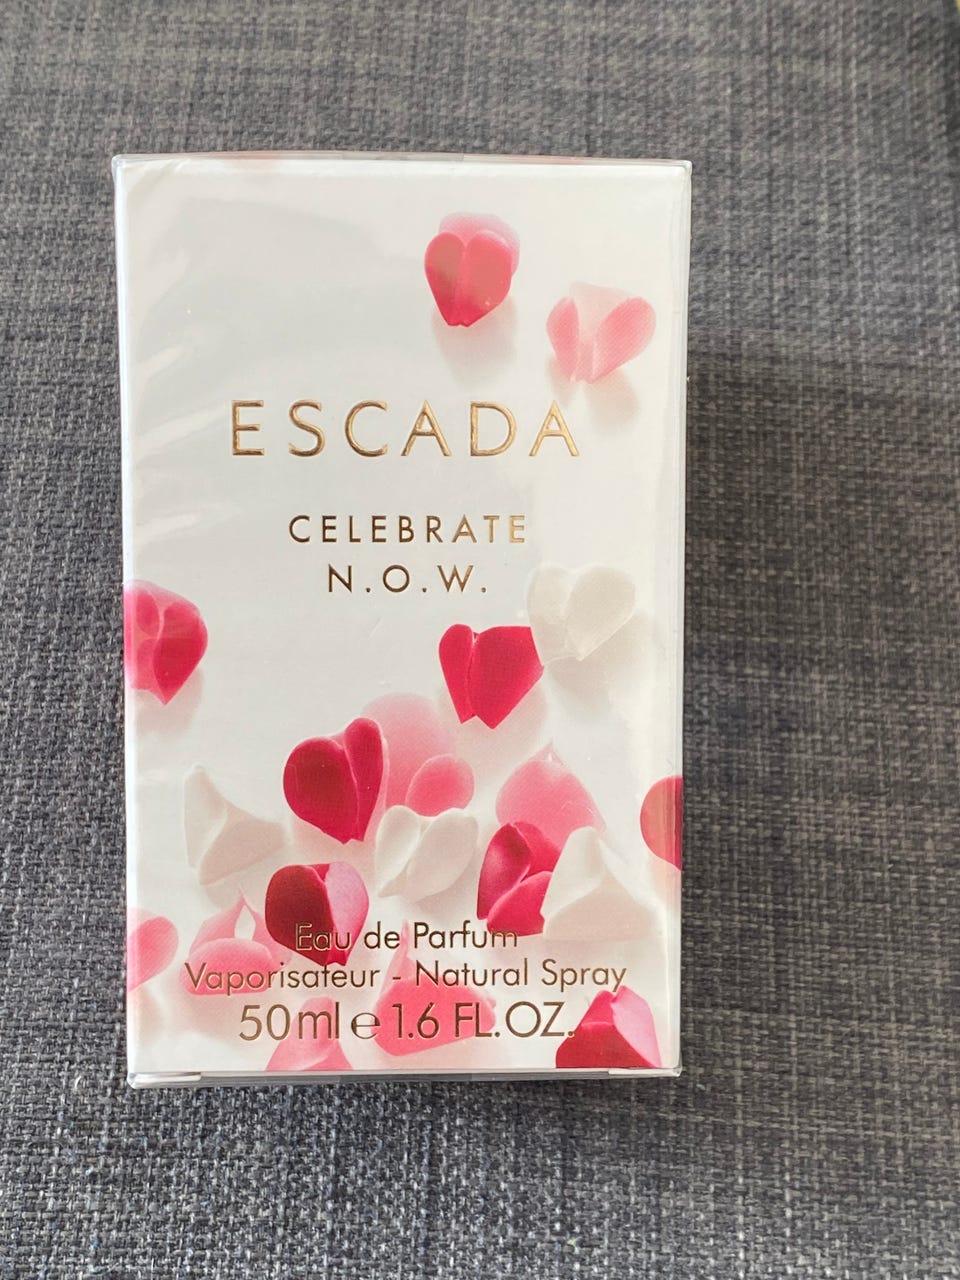 ESCADA
CELEBRATE
N.O.W.
Eau de Parfum
Vaporisateur - Natural Spray
50ml e 1.6 FL.OZ.